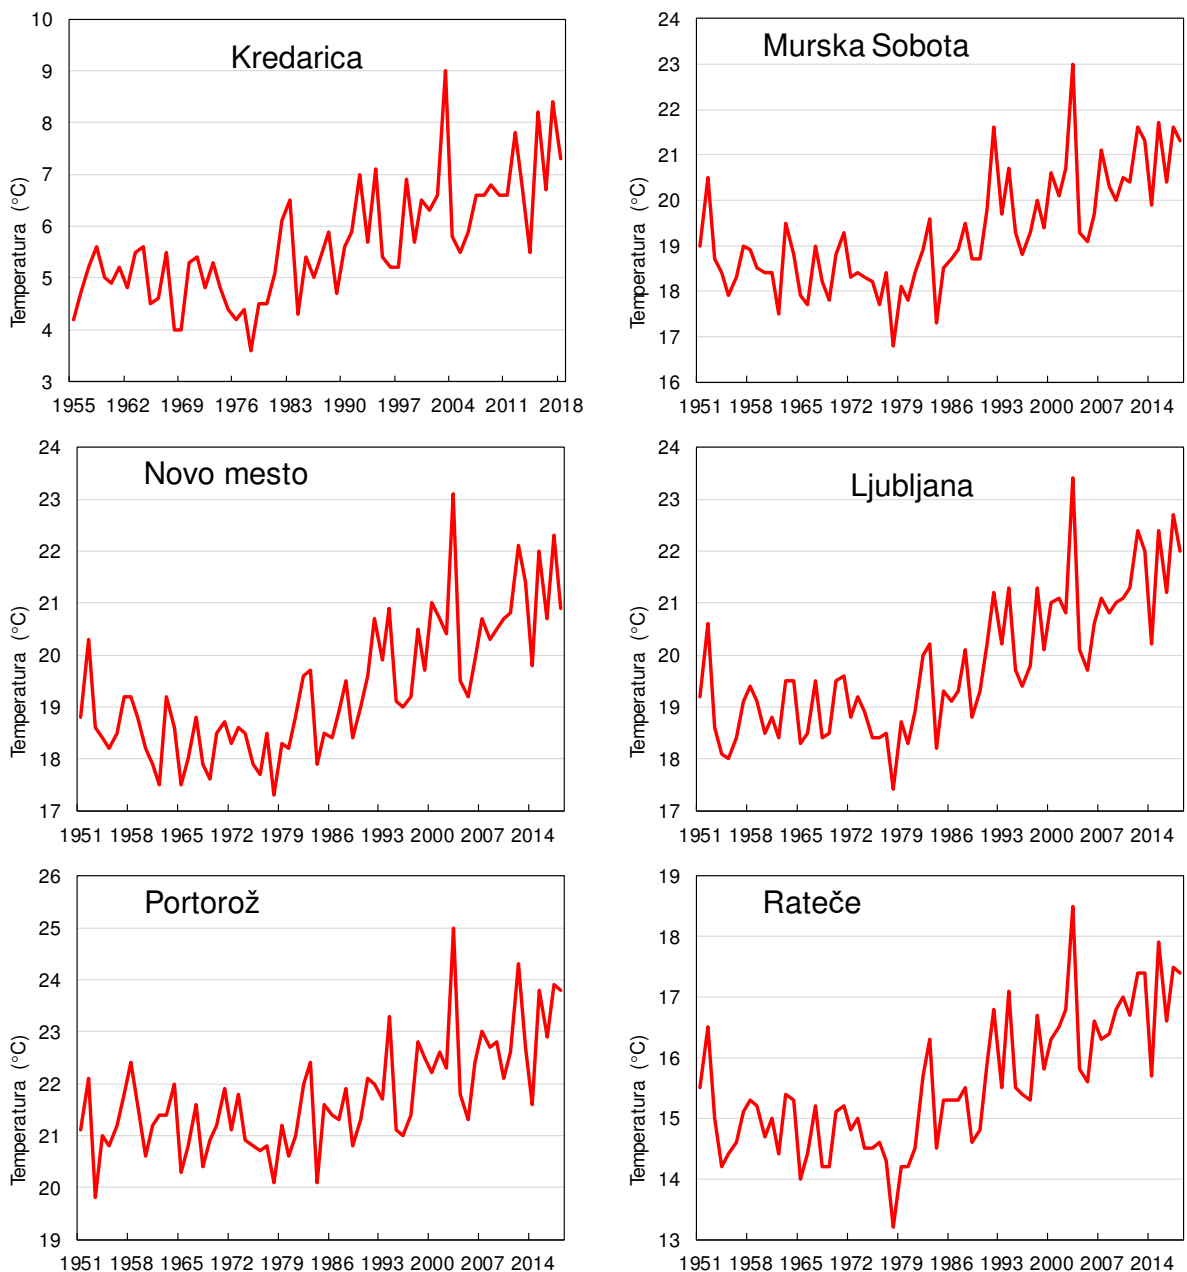 Kredarica
Temperatura (°C)
10
9
8
7
6
5
4
3
1955 1962 1969 1976 1983 1990 1997 2004 2011 2018
Murska Sobota
Temperatura (°C)
24
23
22
21
20
19
18
17
16
1951 1958 1965 1972 1979 1986 1993 2000 2007 2014
Novo mesto
Temperatura (°C)
24
23
22
21
20
19
18
17
1951 1958 1965 1972 1979 1986 1993 2000 2007 2014
Ljubljana
Temperatura (°C)
24
23
22
21
20
19
18
17
1951 1958 1965 1972 1979 1986 1993 2000 2007 2014
Portorož
Temperatura (°C)
26
25
24
23
22
21
20
19
1951 1958 1965 1972 1979 1986 1993 2000 2007 2014
Rateče
Temperatura (°C)
19
18
17
16
15
14
13
1951 1958 1965 1972 1979 1986 1993 2000 2007 2014